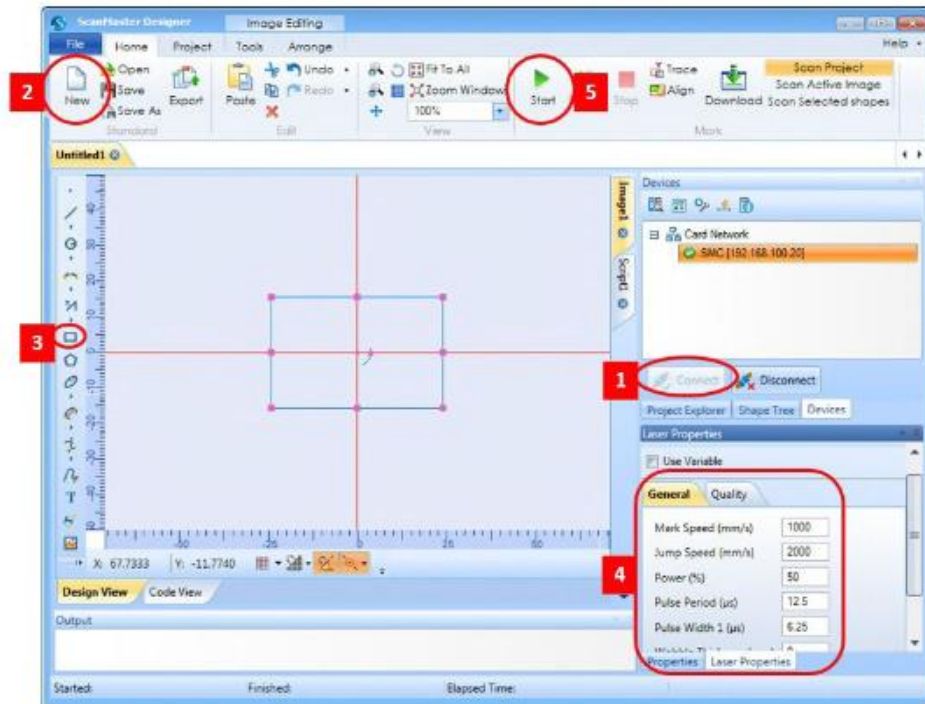 ScanMaster Designer
Image Editing
File
Home
Project
Tools
Arrange
Help
2
New
Open
Save
Save As
Export
Standard
Paste
Undo
Redo
Edit
Fit To All
Zoom Window
100%
View
Start
5
Stop
Trace
Align
Download
Scan Project
Scan Active Image
Scan Selected shapes
Mark
Untitled1
3
Image1
Script1
Devices
Card Network
SMC [192.168.100.20]
1
Connect
Disconnect
Project Explorer
Shape Tree
Devices
Laser Properties
Use Variable
General
Quality
4
Mark Speed (mm/s) 1000
Jump Speed (mm/s) 2000
Power (%) 50
Pulse Period (µs) 12.5
Pulse Width 1 (µs) 6.25
Properties
Laser Properties
X: 67.7333 Y: -11.7740
Design View
Code View
Output
Started:
Finished:
Elapsed Time: